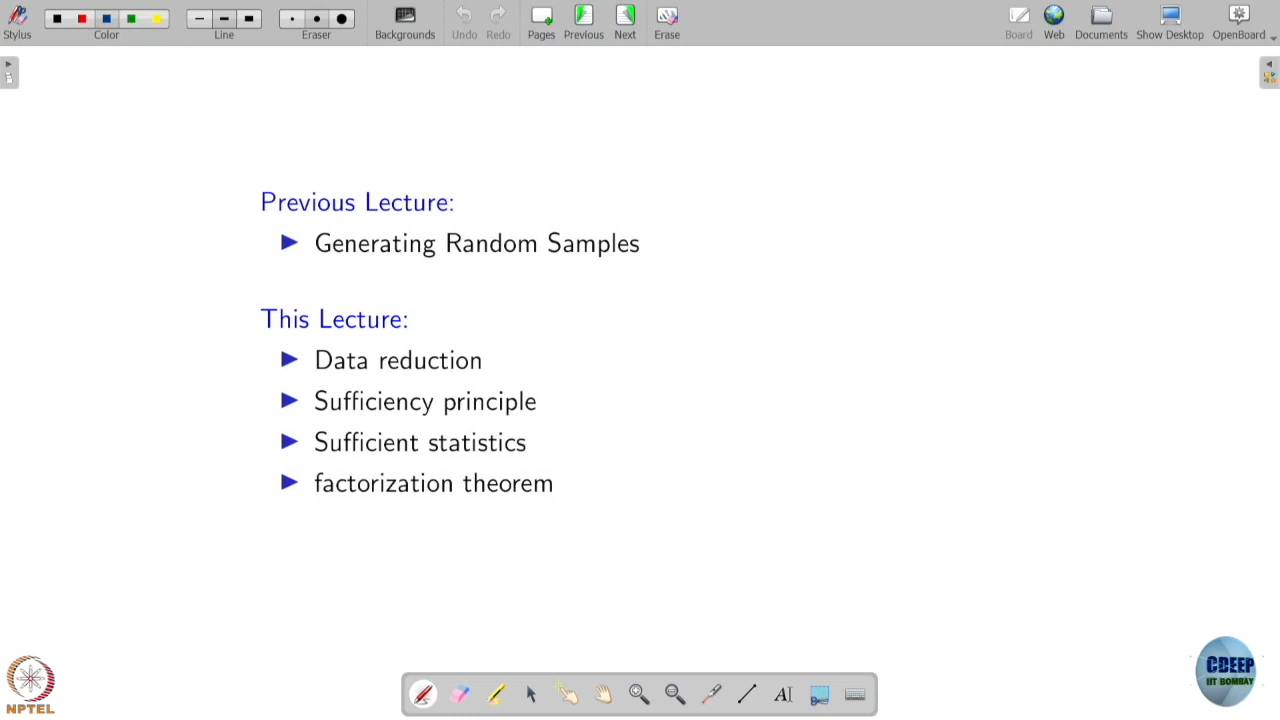 Stylus
Color
Line
Eraser
Backgrounds
Undo
Redo
Pages
Previous
Next
Erase
Board
Web
Documents
Show Desktop
OpenBoard
Previous Lecture:
Generating Random Samples
This Lecture:
Data reduction
Sufficiency principle
Sufficient statistics
factorization theorem
NPTEL
CDEEP
IIT BOMBAY
AI